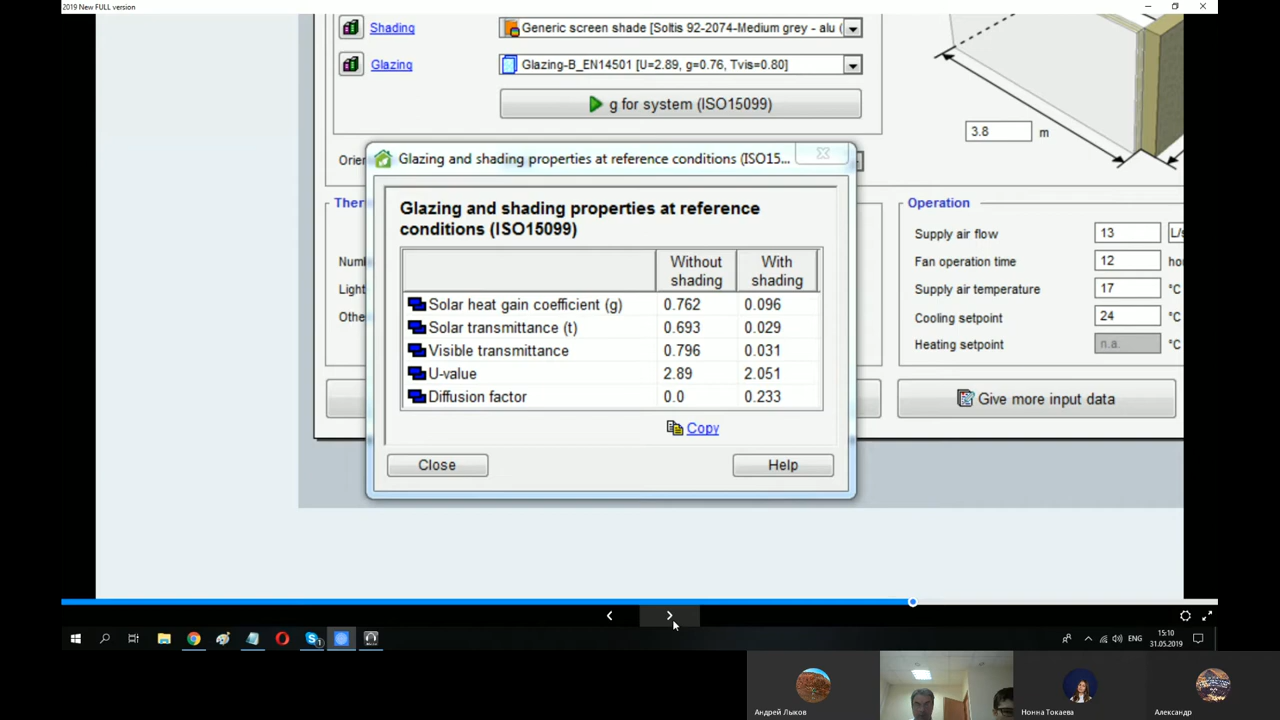 2019 New FULL version
Shading
Generic screen shade [Soltis 92-2074-Medium grey - alu (
Glazing
Glazing-B_EN14501 [U=2.89, g=0.76, Tvis=0.80]
g for system (ISO15099)
3.8 m
Orien
Glazing and shading properties at reference conditions (ISO15...
Glazing and shading properties at reference
conditions (ISO15099)
Without shading
With shading
Solar heat gain coefficient (g) 0.762 0.096
Solar transmittance (t) 0.693 0.029
Visible transmittance 0.796 0.031
U-value 2.89 2.051
Diffusion factor 0.0 0.233
Copy
Close
Help
Ther
Numl
Light
Othe
Operation
Supply air flow 13 L/s
Fan operation time 12 hou
Supply air temperature 17 °C
Cooling setpoint 24 °C
Heating setpoint n.a. °C
Give more input data
ENG
15:10
31.05.2019
Андрей Лыков
Нонна Токаева
Александр